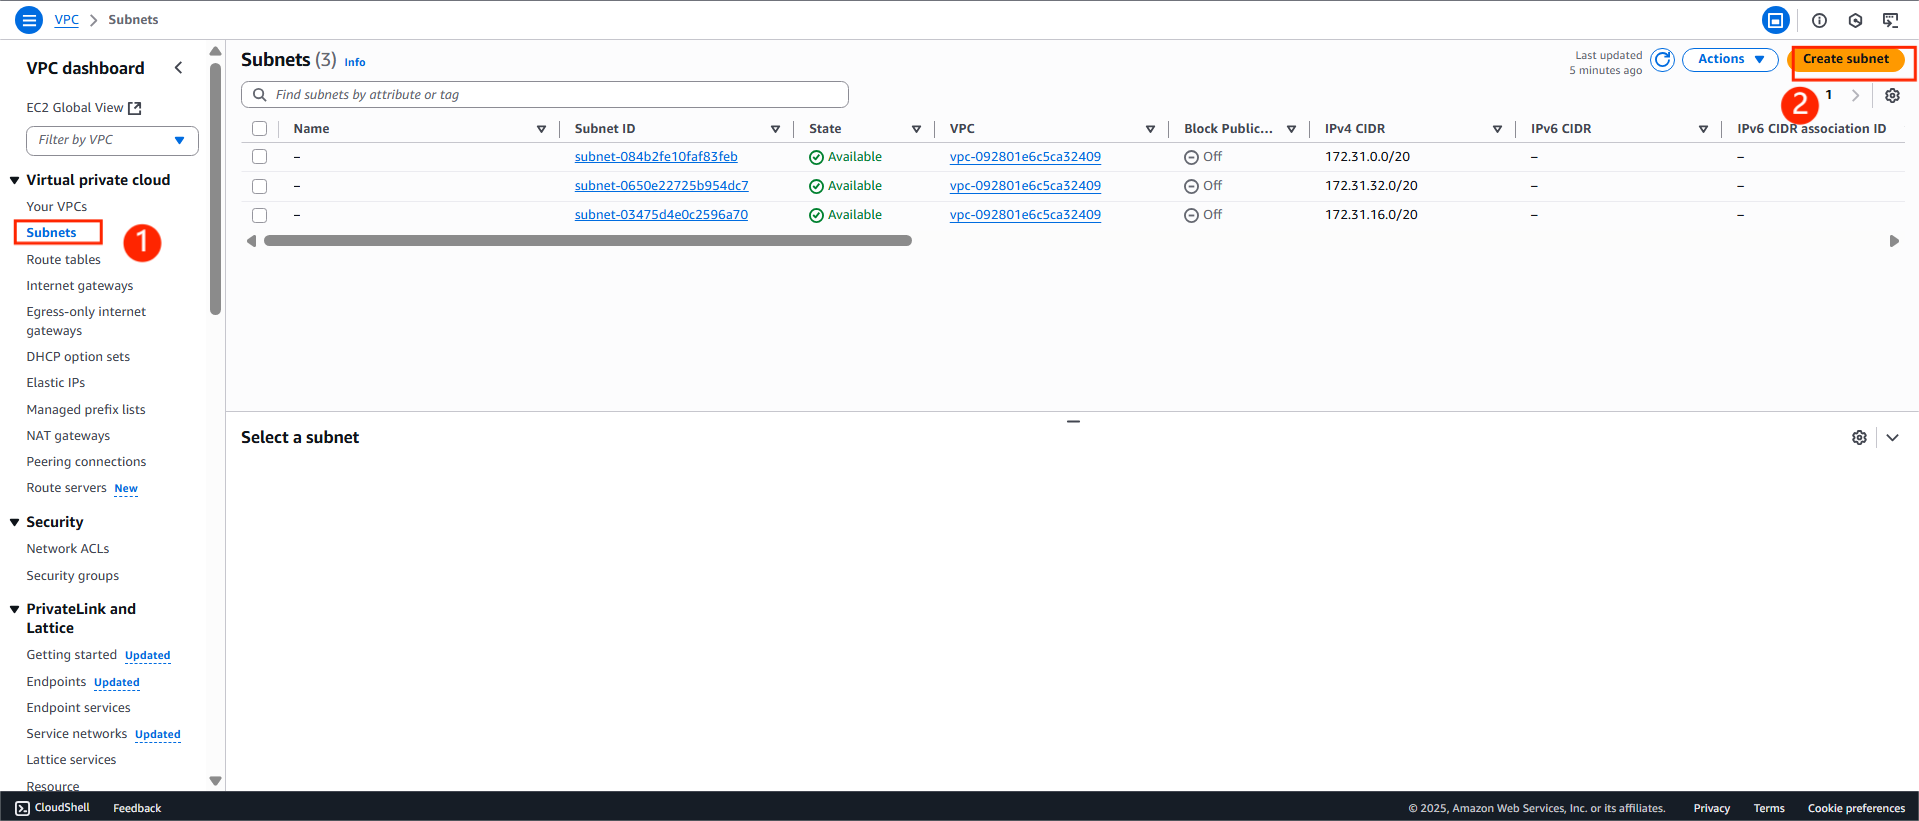 VPC > Subnets
VPC dashboard
EC2 Global View
Filter by VPC
Virtual private cloud
Your VPCs
Subnets
1
Route tables
Internet gateways
Egress-only internet
gateways
DHCP option sets
Elastic IPs
Managed prefix lists
NAT gateways
Peering connections
Route servers New
Security
Network ACLs
Security groups
PrivateLink and
Lattice
Getting started Updated
Endpoints Updated
Endpoint services
Service networks Updated
Lattice services
Resource
Subnets (3) Info
Last updated
5 minutes ago
Actions
Create subnet
2
Find subnets by attribute or tag
1
Name Subnet ID State VPC Block Public... IPv4 CIDR IPv6 CIDR IPv6 CIDR association ID
– subnet-084b2fe10faf83feb Available vpc-092801e6c5ca32409 Off 172.31.0.0/20 – –
– subnet-0650e22725b954dc7 Available vpc-092801e6c5ca32409 Off 172.31.32.0/20 – –
– subnet-03475d4e0c2596a70 Available vpc-092801e6c5ca32409 Off 172.31.16.0/20 – –
Select a subnet
CloudShell Feedback © 2025, Amazon Web Services, Inc. or its affiliates. Privacy Terms Cookie preferences